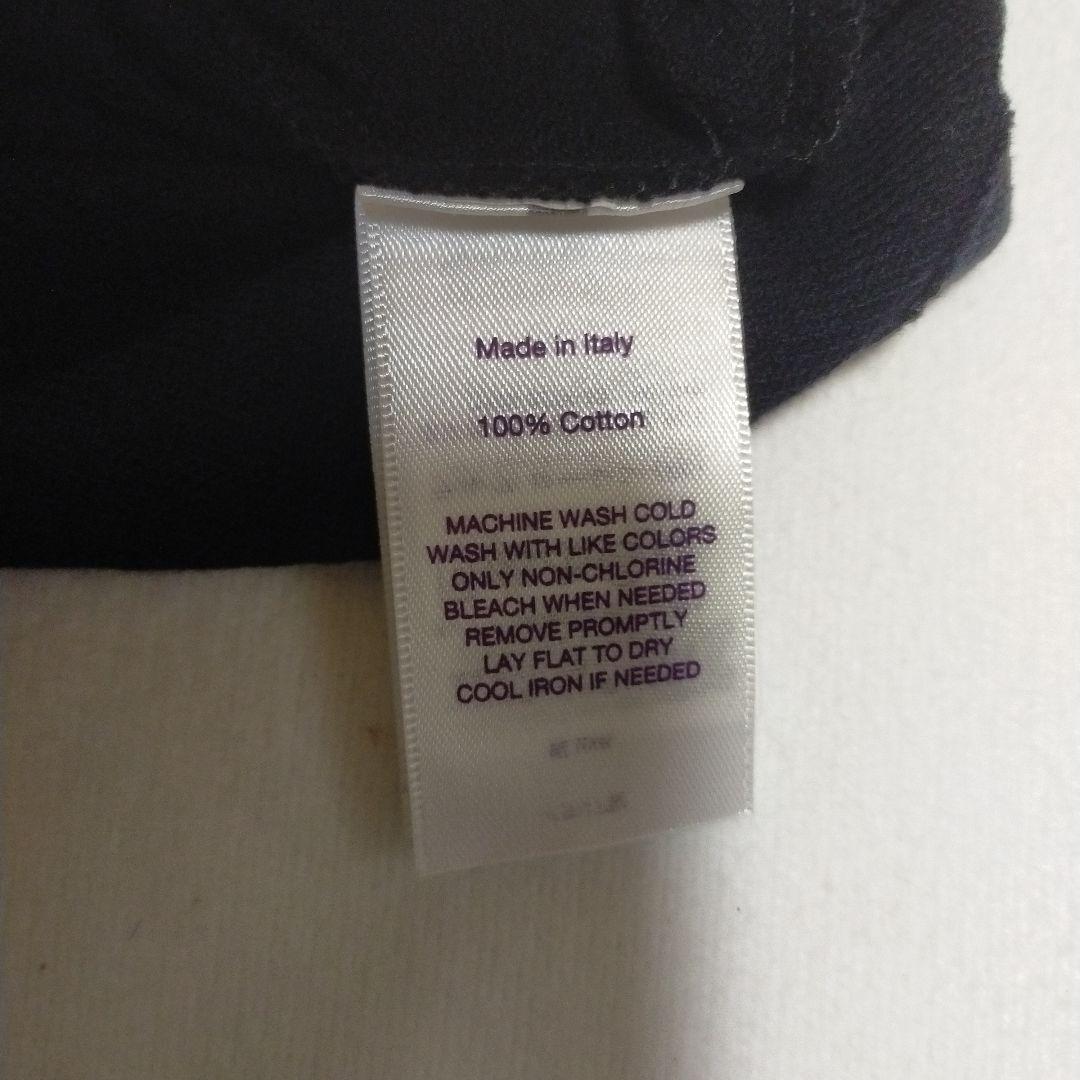 Made in Italy
100% Cotton
MACHINE WASH COLD
WASH WITH LIKE COLORS
ONLY NON-CHLORINE
BLEACH WHEN NEEDED
REMOVE PROMPTLY
LAY FLAT TO DRY
COOL IRON IF NEEDED